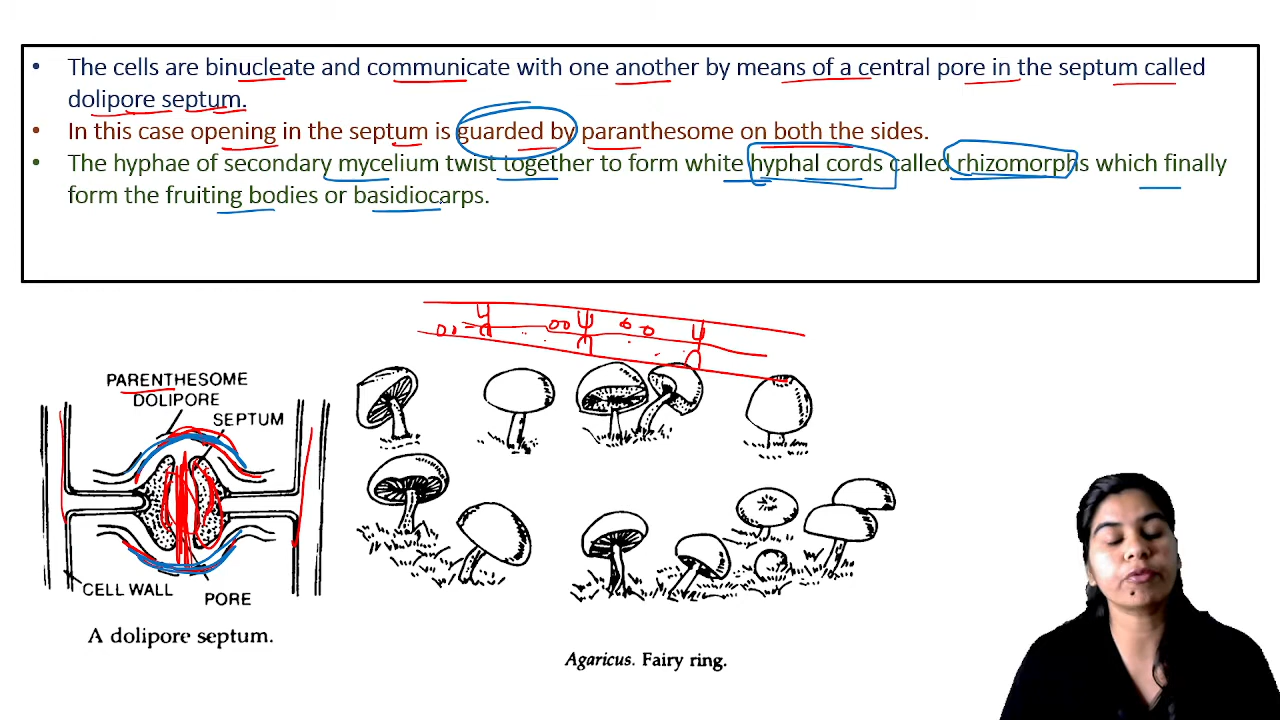 • The cells are binucleate and communicate with one another by means of a central pore in the septum called
dolipore septum.
• In this case opening in the septum is guarded by paranthesome on both the sides.
• The hyphae of secondary mycelium twist together to form white hyphal cords called rhizomorphs which finally
form the fruiting bodies or basidiocarps.
PARENTHESOME
DOLIPORE
SEPTUM
CELL WALL
PORE
A dolipore septum.
Agaricus. Fairy ring.